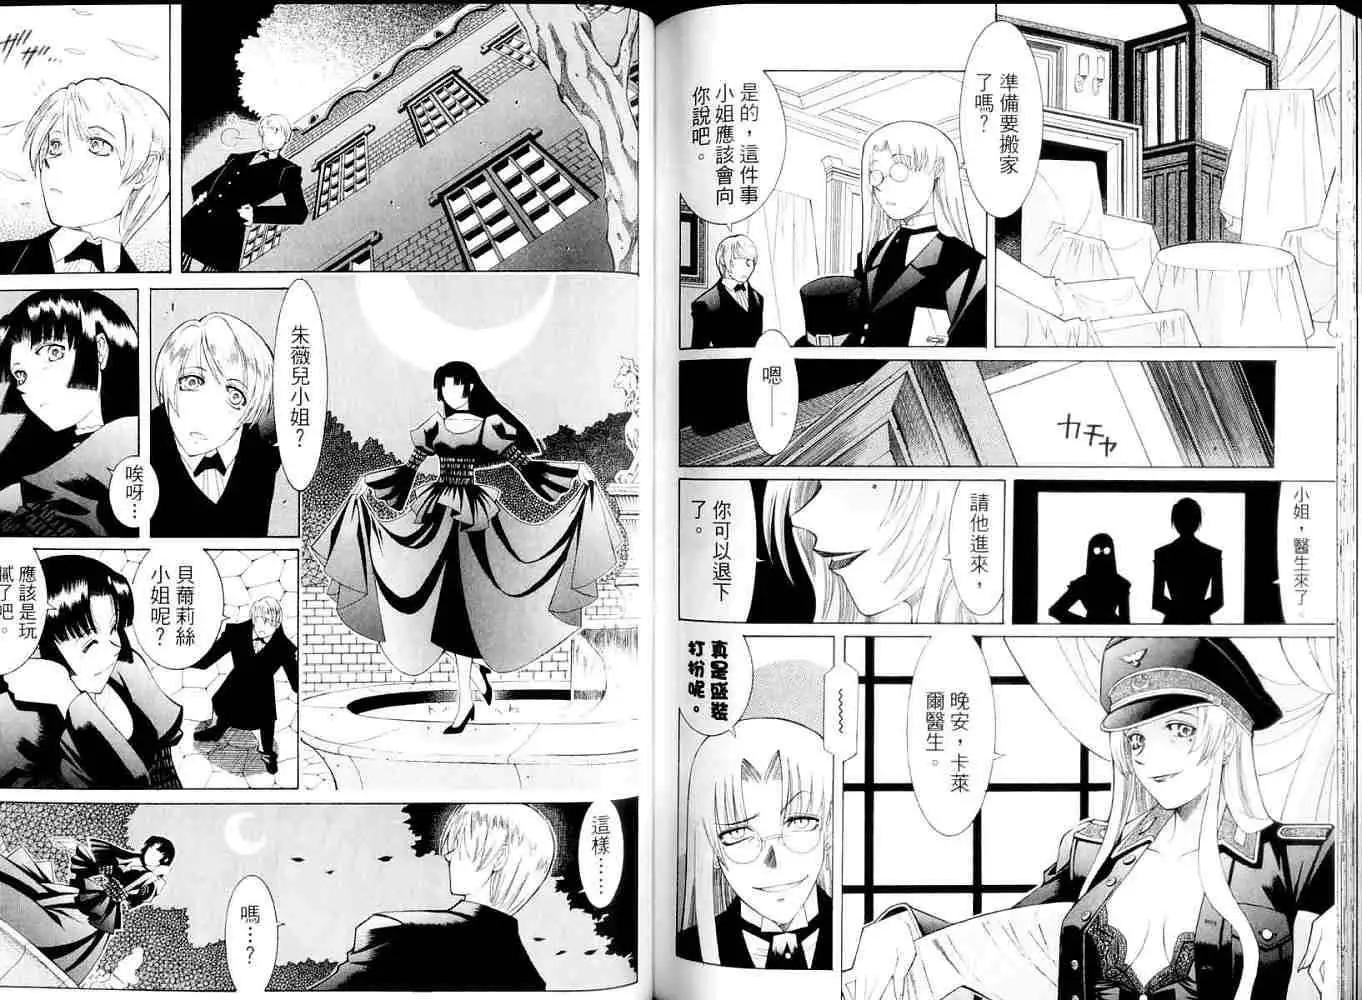 準備要搬家
了嗎？
是的，這件事
小姐應該會向
你說吧。
カチャ
嗯——
小姐，醫生來了。
請他進來，
你可以退下
了。
晚安，卡萊
爾醫生。
真是盛裝
打扮呢。
ザザ
朱薇兒小姐？
唉呀…
貝蕾莉絲
小姐呢？
應該是玩
膩了吧。
這樣……
嗎…？